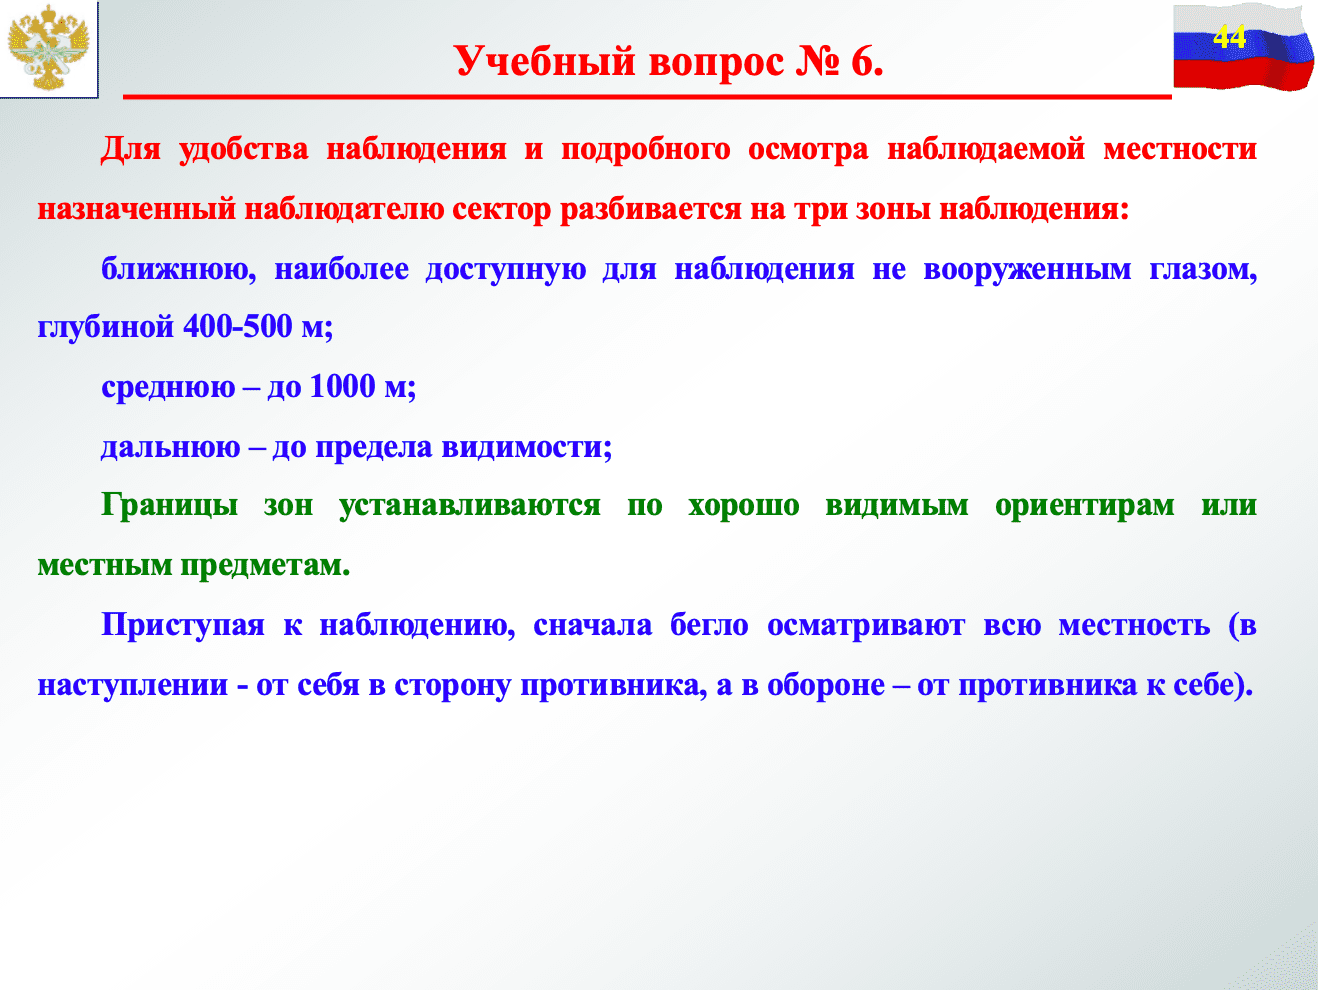 44
Учебный вопрос № 6.
Для удобства наблюдения и подробного осмотра наблюдаемой местности
назначенный наблюдателю сектор разбивается на три зоны наблюдения:
ближнюю, наиболее доступную для наблюдения не вооруженным глазом,
глубиной 400-500 м;
среднюю – до 1000 м;
дальнюю – до предела видимости;
Границы зон устанавливаются по хорошо видимым ориентирам или
местным предметам.
Приступая к наблюдению, сначала бегло осматривают всю местность (в
наступлении - от себя в сторону противника, а в обороне – от противника к себе).